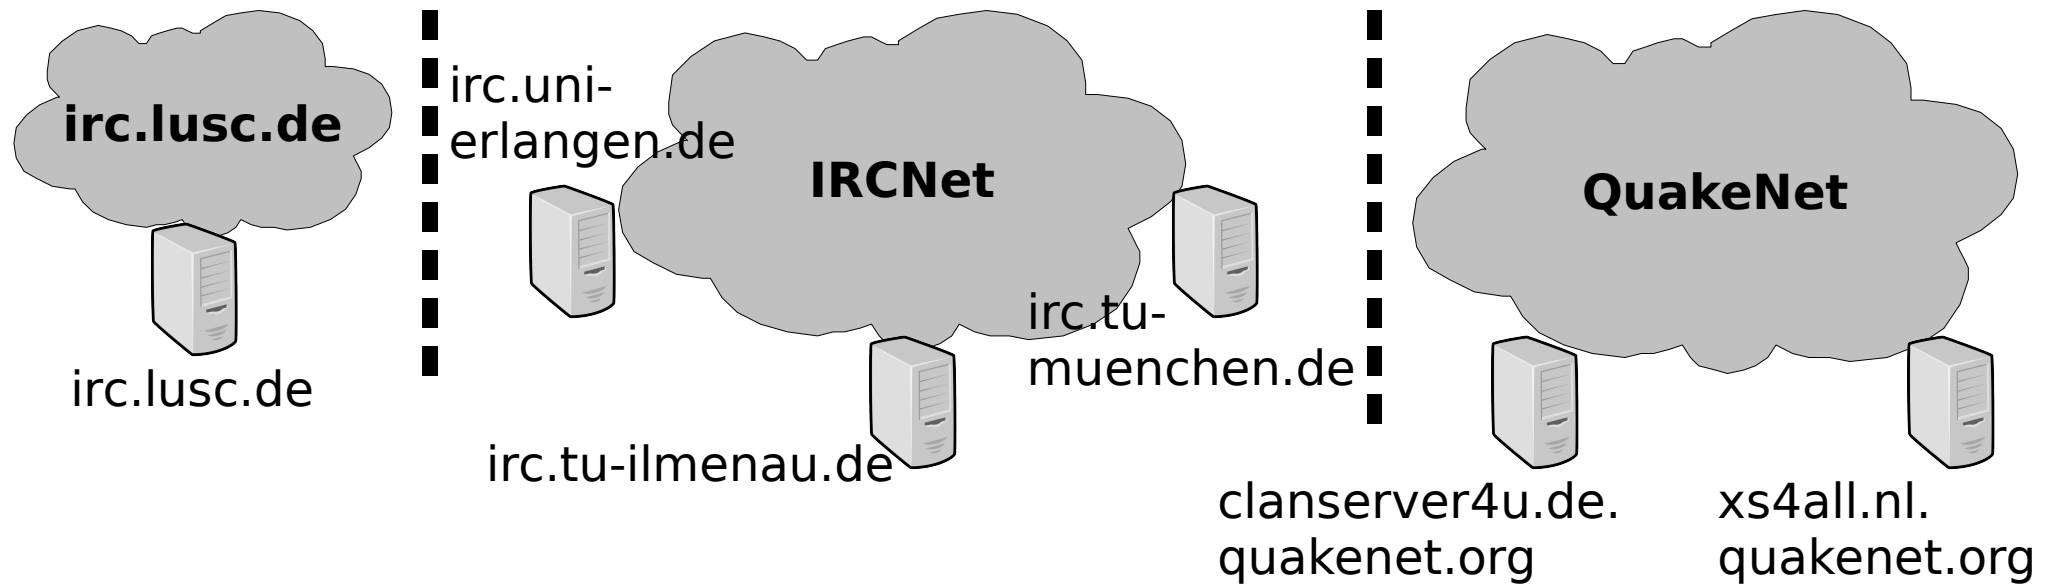 irc.lusc.de
irc.lusc.de
irc.uni-
erlangen.de
IRCNet
irc.tu-
muenchen.de
irc.tu-ilmenau.de
QuakeNet
clanserver4u.de.
quakenet.org
xs4all.nl.
quakenet.org